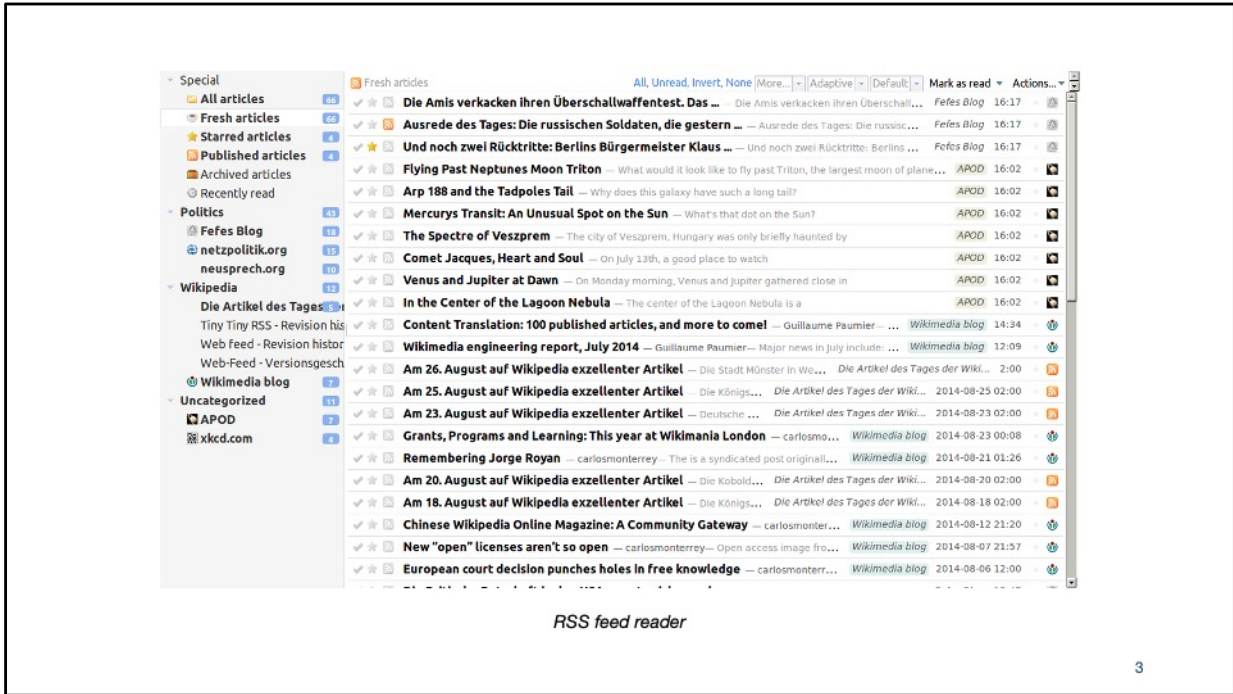 Special
All articles 66
Fresh articles 66
Starred articles 4
Published articles 4
Archived articles
Recently read
Politics 43
Fefes Blog 18
netzpolitik.org 15
neusprech.org 10
Wikipedia 12
Die Artikel des Tages 5
Tiny Tiny RSS - Revision his
Web feed - Revision histor
Web-Feed - Versionsgesch
Wikimedia blog 7
Uncategorized 11
APOD 7
xkcd.com 4
Fresh articles All, Unread, Invert, None More... Adaptive Default Mark as read Actions...
Die Amis verkacken ihren Überschallwaffentest. Das ... — Die Amis verkacken ihren Überschall... Fefes Blog 16:17
Ausrede des Tages: Die russischen Soldaten, die gestern ... — Ausrede des Tages: Die russisc... Fefes Blog 16:17
Und noch zwei Rücktritte: Berlins Bürgermeister Klaus ... — Und noch zwei Rücktritte: Berlins ... Fefes Blog 16:17
Flying Past Neptunes Moon Triton — What would it look like to fly past Triton, the largest moon of plane... APOD 16:02
Arp 188 and the Tadpoles Tail — Why does this galaxy have such a long tail? APOD 16:02
Mercurys Transit: An Unusual Spot on the Sun — What's that dot on the Sun? APOD 16:02
The Spectre of Veszprem — The city of Veszprem, Hungary was only briefly haunted by APOD 16:02
Comet Jacques, Heart and Soul — On July 13th, a good place to watch APOD 16:02
Venus and Jupiter at Dawn — On Monday morning, Venus and Jupiter gathered close in APOD 16:02
In the Center of the Lagoon Nebula — The center of the Lagoon Nebula is a APOD 16:02
Content Translation: 100 published articles, and more to come! — Guillaume Paumier— ... Wikimedia blog 14:34
Wikimedia engineering report, July 2014 — Guillaume Paumier— Major news in July include: ... Wikimedia blog 12:09
Am 26. August auf Wikipedia exzellenter Artikel — Die Stadt Münster in We... Die Artikel des Tages der Wiki... 2:00
Am 25. August auf Wikipedia exzellenter Artikel — Die Königs... Die Artikel des Tages der Wiki... 2014-08-25 02:00
Am 23. August auf Wikipedia exzellenter Artikel — Deutsche ... Die Artikel des Tages der Wiki... 2014-08-23 02:00
Grants, Programs and Learning: This year at Wikimania London — carlosmo... Wikimedia blog 2014-08-23 00:08
Remembering Jorge Royan — carlosmonterrey— The is a syndicated post originall... Wikimedia blog 2014-08-21 01:26
Am 20. August auf Wikipedia exzellenter Artikel — Die Kobold... Die Artikel des Tages der Wiki... 2014-08-20 02:00
Am 18. August auf Wikipedia exzellenter Artikel — Die Königs... Die Artikel des Tages der Wiki... 2014-08-18 02:00
Chinese Wikipedia Online Magazine: A Community Gateway — carlosmonter... Wikimedia blog 2014-08-12 21:20
New "open" licenses aren't so open — carlosmonterrey— Open access image fro... Wikimedia blog 2014-08-07 21:57
European court decision punches holes in free knowledge — carlosmonterr... Wikimedia blog 2014-08-06 12:00
RSS feed reader
3